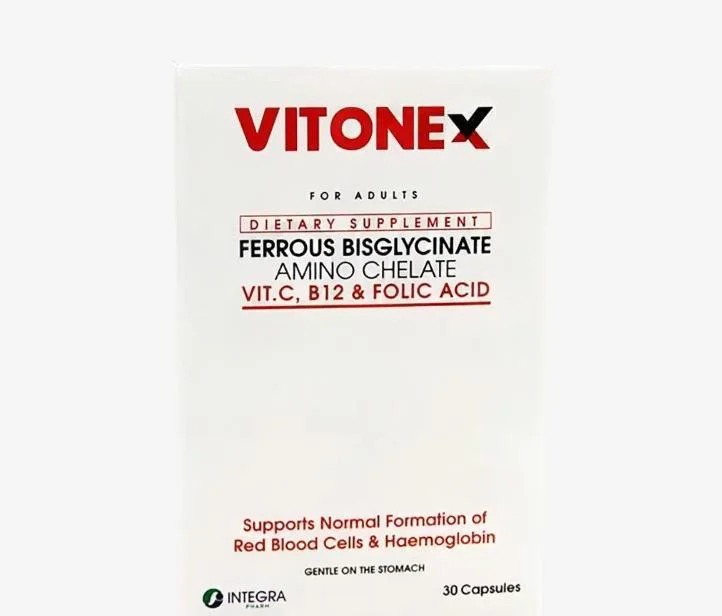 VITONEX
FOR ADULTS
DIETARY SUPPLEMENT
FERROUS BISGLYCINATE
AMINO CHELATE
VIT.C, B12 & FOLIC ACID
Supports Normal Formation of
Red Blood Cells & Haemoglobin
GENTLE ON THE STOMACH
INTEGRA
PHARM
30 Capsules